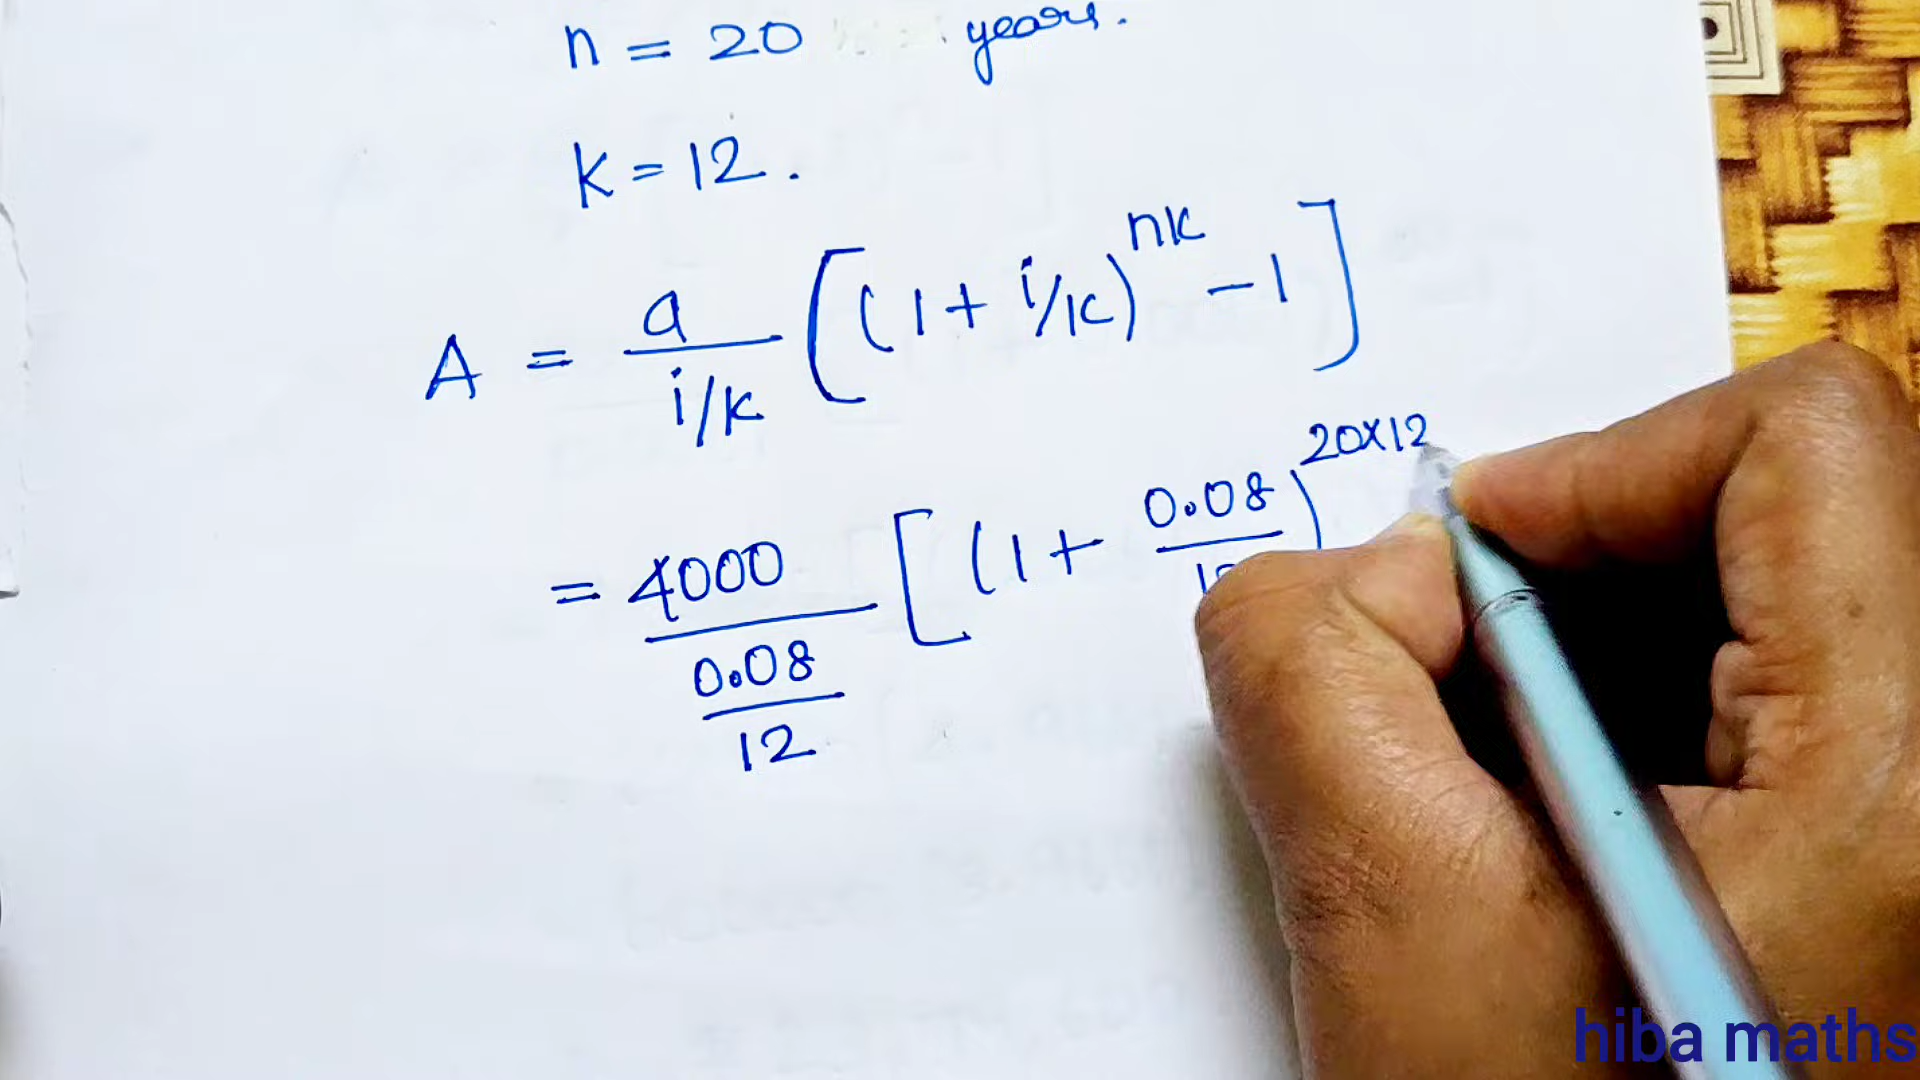 n = 20 years.
k = 12.
A = a / i/k [(1 + i/k)^nk - 1]
= 4000 / 0.08 / 12 [(1 + 0.08 / 12)^20×12
hiba maths